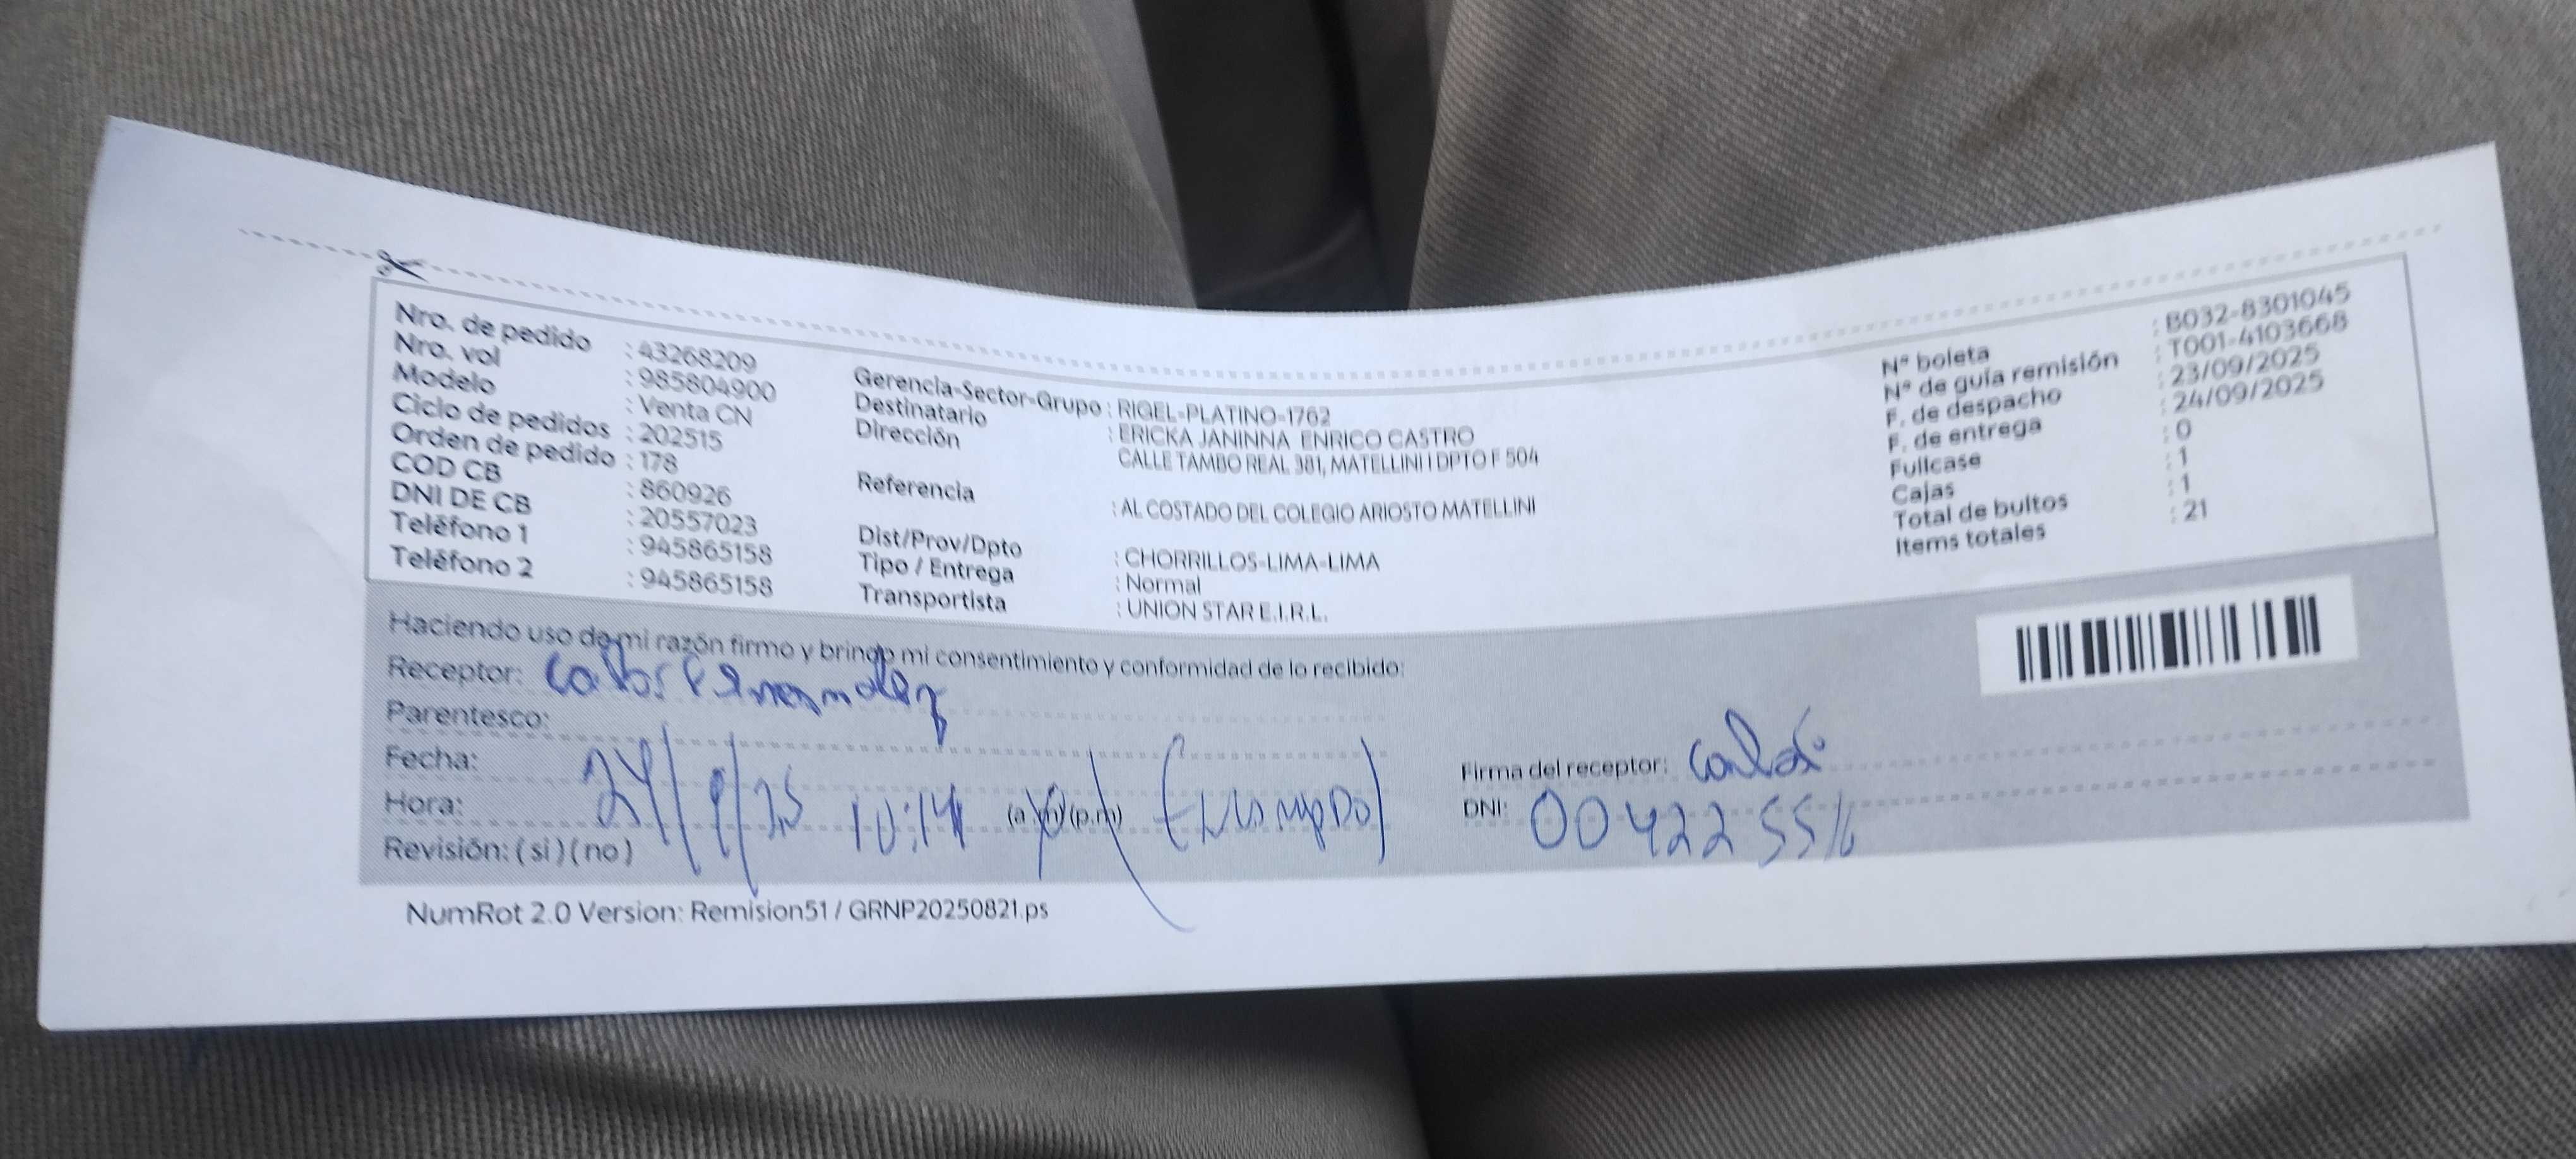 Nro. de pedido : 43268209
Nro. vol : 985804900
Modelo : Venta CN
Ciclo de pedidos : 202515
Orden de pedido : 178
COD CB : 860926
DNI DE CB : 20557023
Teléfono 1 : 945865158
Teléfono 2 : 945865158
Gerencia-Sector-Grupo : RIGEL-PLATINO-1762
Destinatario : ERICKA JANINNA ENRICO CASTRO
Dirección CALLE TAMBO REAL 381, MATELLINI I DPTO F 504
Referencia : AL COSTADO DEL COLEGIO ARIOSTO MATELLINI
Dist/Prov/Dpto : CHORRILLOS-LIMA-LIMA
Tipo / Entrega : Normal
Transportista : UNION STAR E.I.R.L.
Nº boleta : B032-8301045
Nº de guía remisión : T001-4103668
F. de despacho : 23/09/2025
F. de entrega : 24/09/2025
Fullcase : 0
Cajas : 1
Total de bultos : 1
Items totales : 21
Haciendo uso de mi razón firmo y brindo mi consentimiento y conformidad de lo recibido:
Receptor: Carlos Fernandez
Parentesco:
Fecha: 24/9/25
Hora: 10:14 (a.m) (p.m)
Revisión: ( si ) ( no )
Firma del receptor: Carlos
DNI: 00422556
NumRot 2.0 Version: Remision51 / GRNP20250821.ps